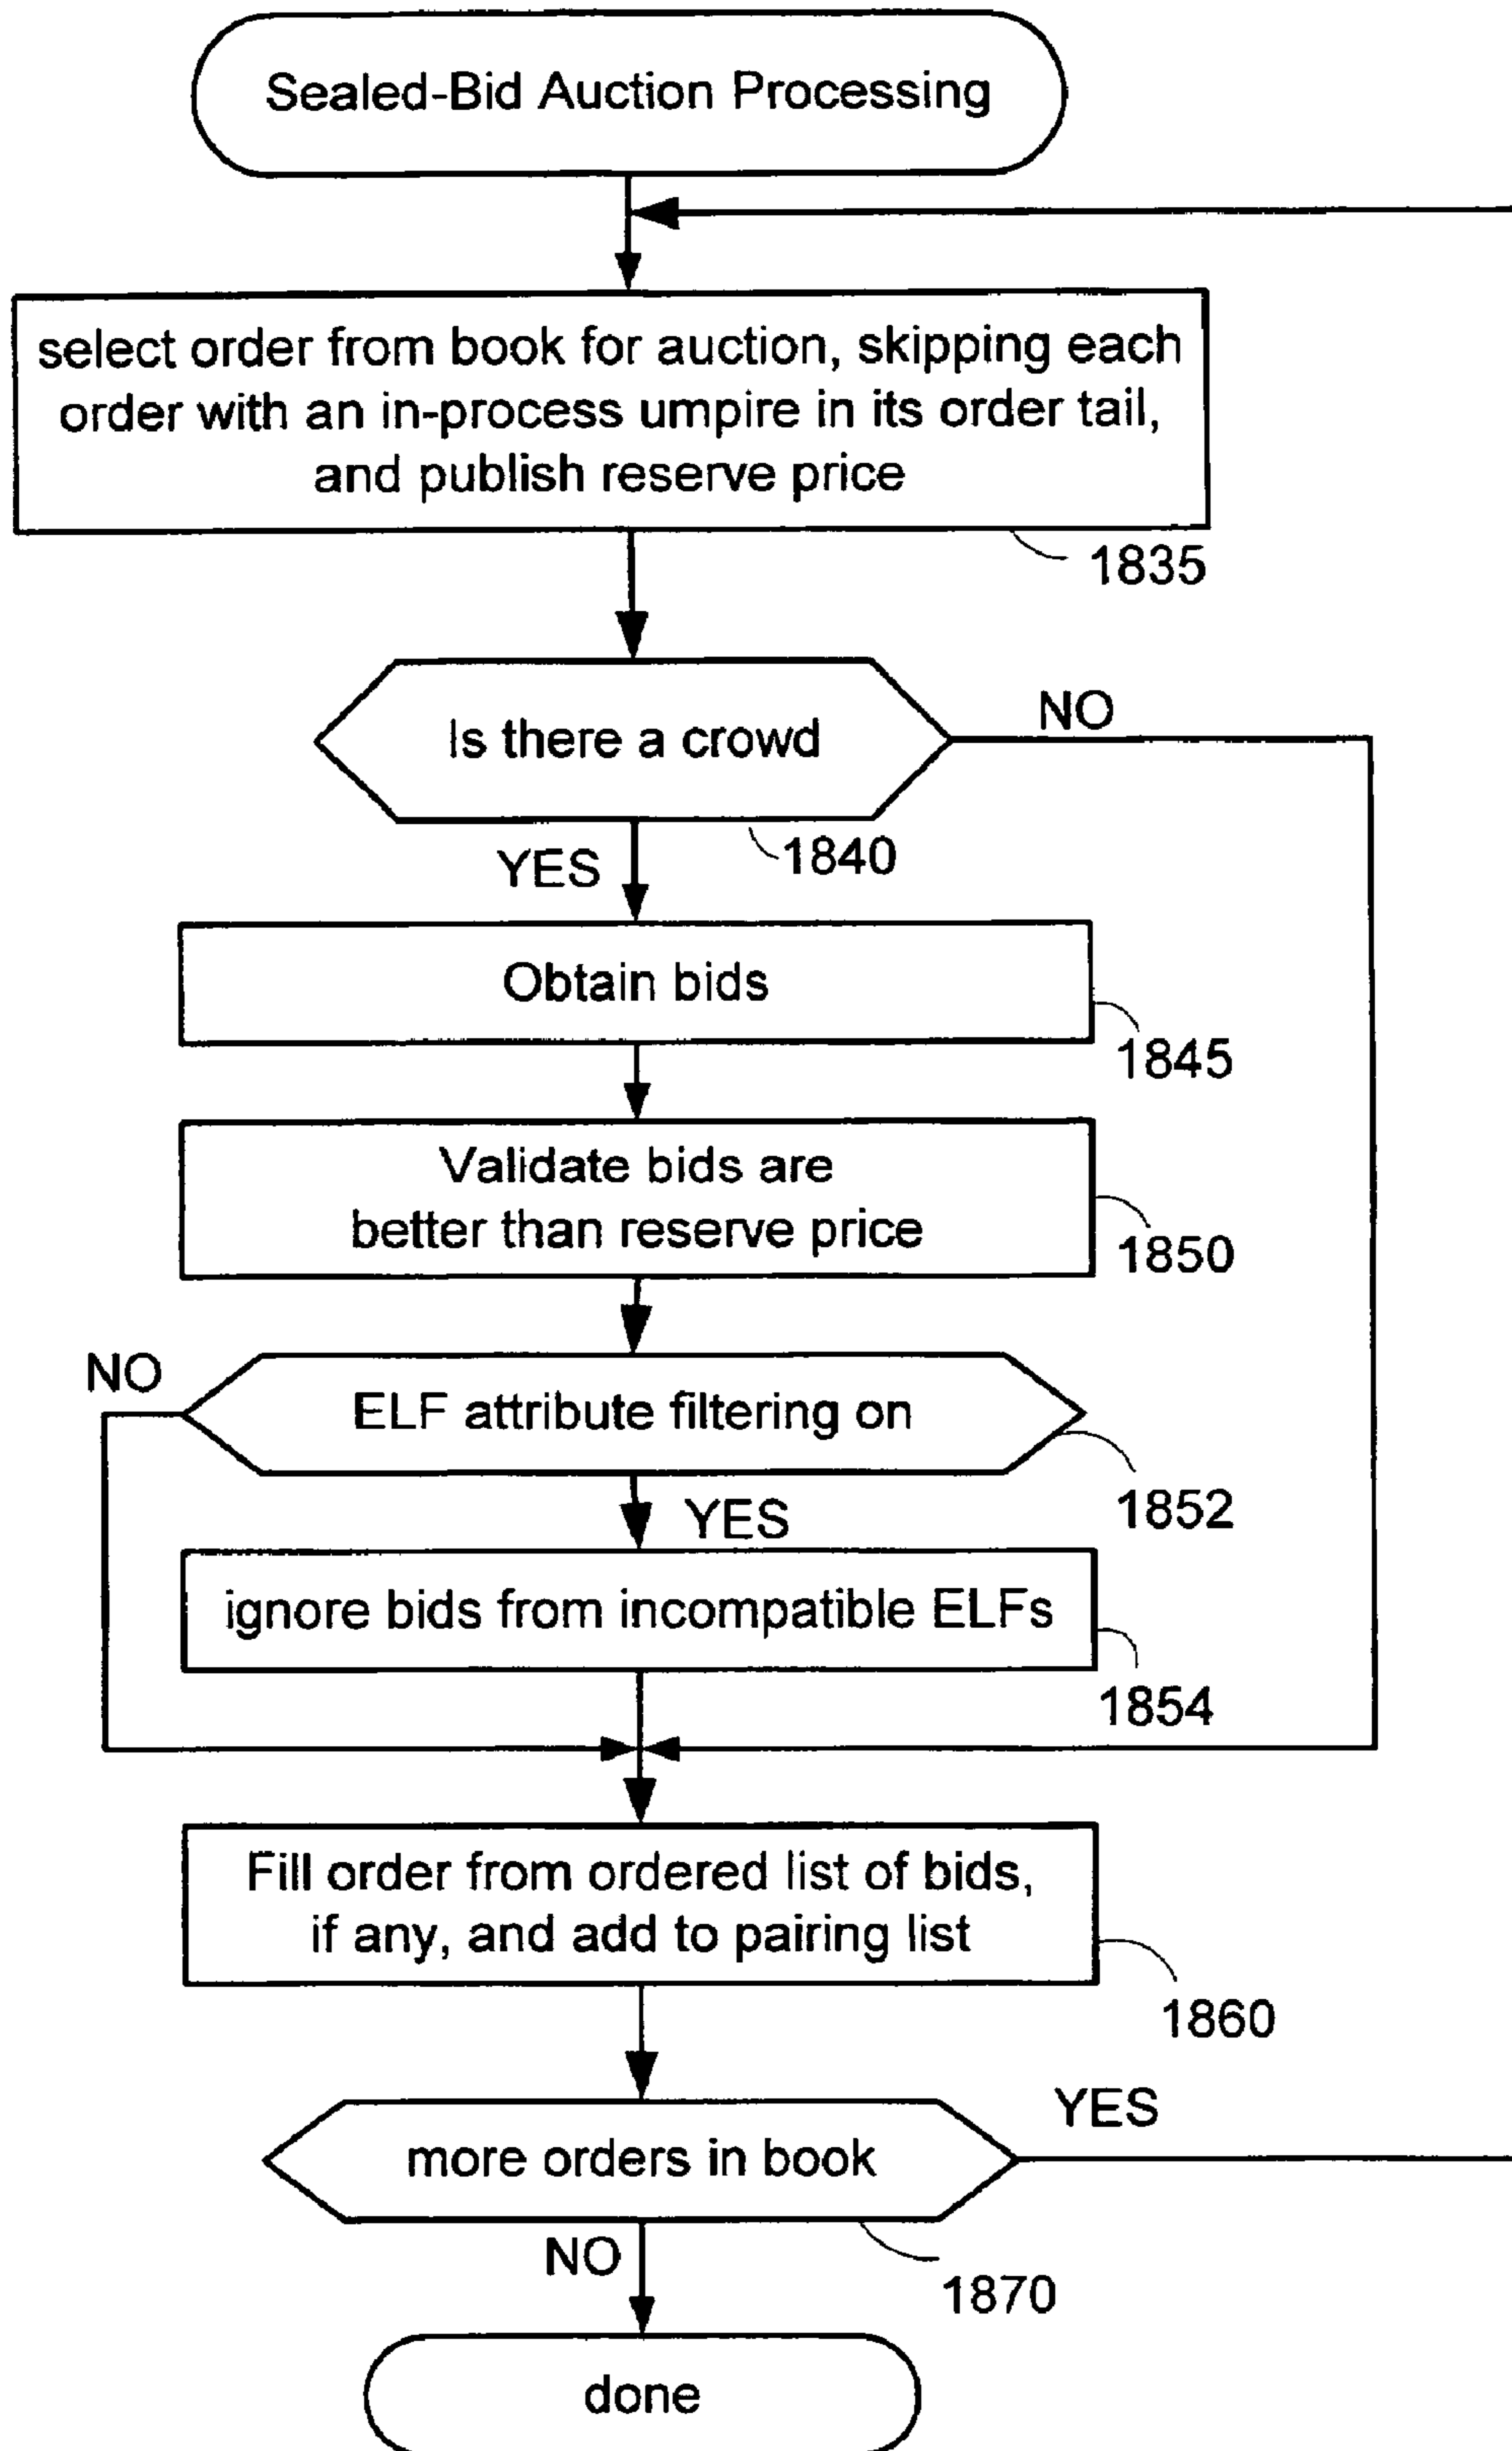 Sealed-Bid Auction Processing
select order from book for auction, skipping each
order with an in-process umpire in its order tail,
and publish reserve price
1835
Is there a crowd
NO
YES
1840
Obtain bids
1845
Validate bids are
better than reserve price
1850
NO
ELF attribute filtering on
1852
YES
ignore bids from incompatible ELFs
1854
Fill order from ordered list of bids,
if any, and add to pairing list
1860
more orders in book
YES
NO
1870
done